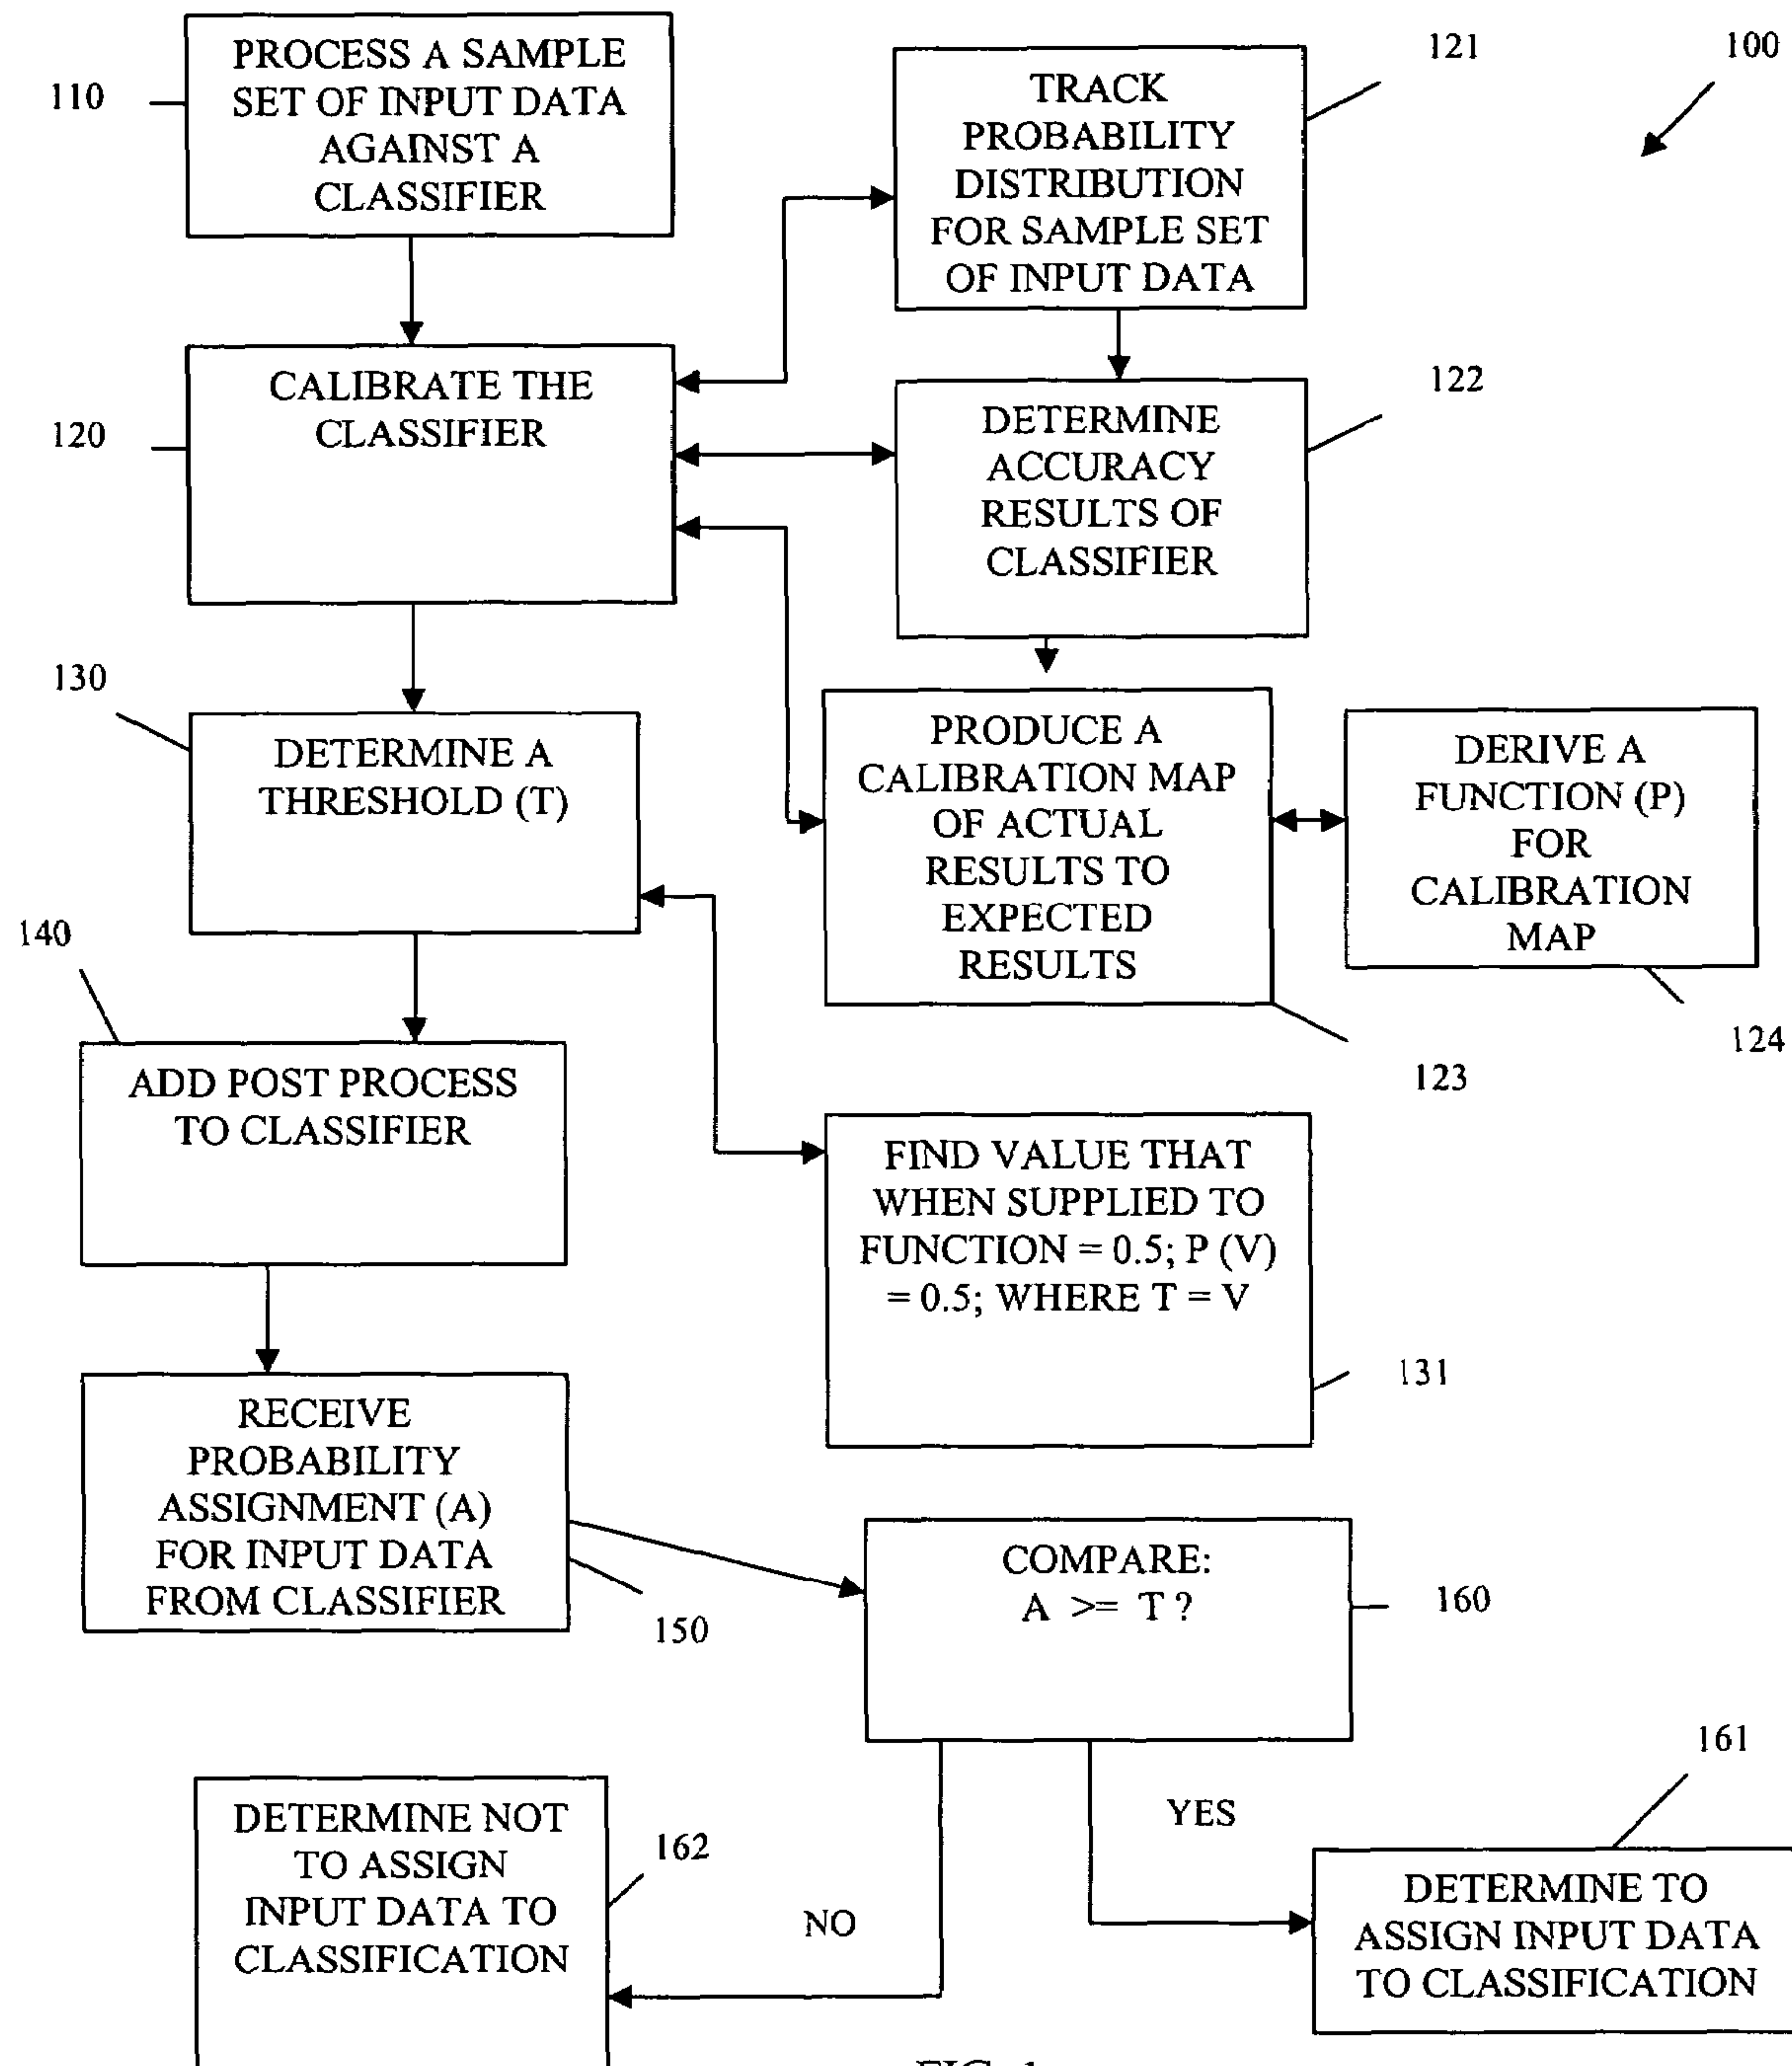 100
110
PROCESS A SAMPLE
SET OF INPUT DATA
AGAINST A
CLASSIFIER
121
TRACK
PROBABILITY
DISTRIBUTION
FOR SAMPLE SET
OF INPUT DATA
120
CALIBRATE THE
CLASSIFIER
122
DETERMINE
ACCURACY
RESULTS OF
CLASSIFIER
130
DETERMINE A
THRESHOLD (T)
PRODUCE A
CALIBRATION MAP
OF ACTUAL
RESULTS TO
EXPECTED
RESULTS
123
DERIVE A
FUNCTION (P)
FOR
CALIBRATION
MAP
124
140
ADD POST PROCESS
TO CLASSIFIER
FIND VALUE THAT
WHEN SUPPLIED TO
FUNCTION = 0.5; P (V)
= 0.5; WHERE T = V
131
RECEIVE
PROBABILITY
ASSIGNMENT (A)
FOR INPUT DATA
FROM CLASSIFIER
150
COMPARE:
A >= T ?
160
YES
161
DETERMINE TO
ASSIGN INPUT DATA
TO CLASSIFICATION
NO
162
DETERMINE NOT
TO ASSIGN
INPUT DATA TO
CLASSIFICATION